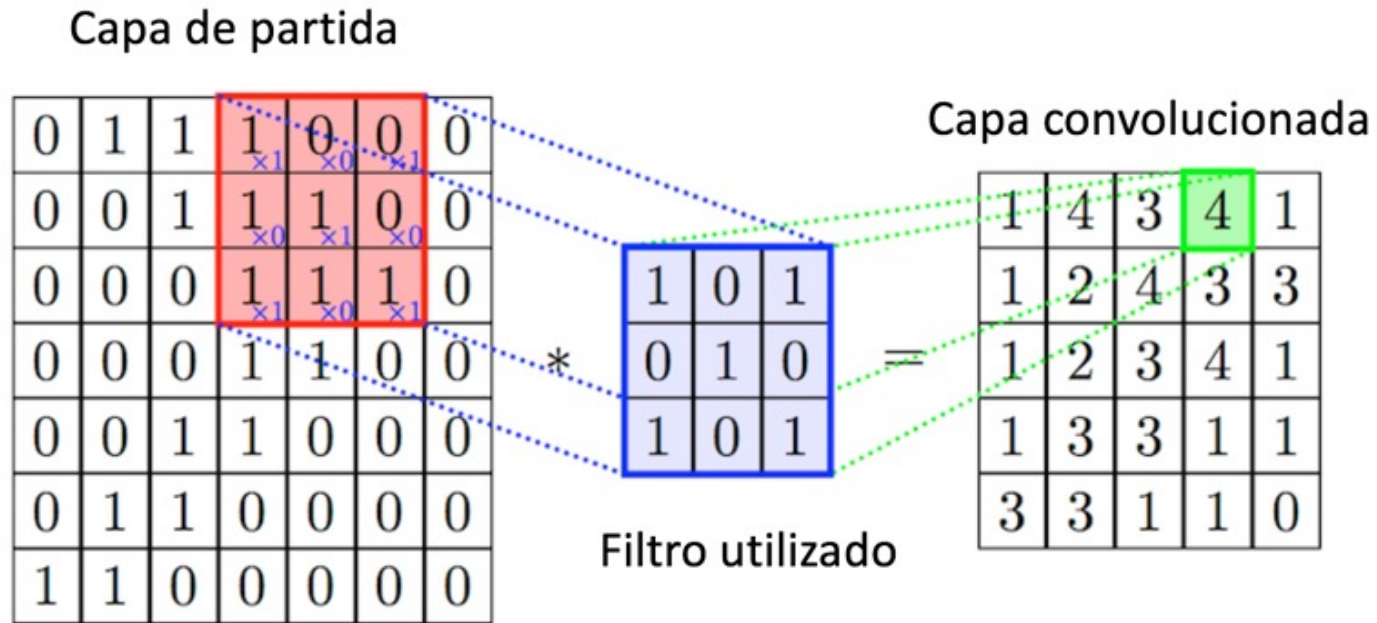 Capa de partida
0 1 1 1 0 0 0
×1 ×0 ×1
0 0 1 1 1 0 0
×0 ×1 ×0
0 0 0 1 1 1 0
×1 ×0 ×1
0 0 0 1 1 0 0
0 0 1 1 0 0 0
0 1 1 0 0 0 0
1 1 0 0 0 0 0
*
1 0 1
0 1 0
1 0 1
Filtro utilizado
=
Capa convolucionada
1 4 3 4 1
1 2 4 3 3
1 2 3 4 1
1 3 3 1 1
3 3 1 1 0